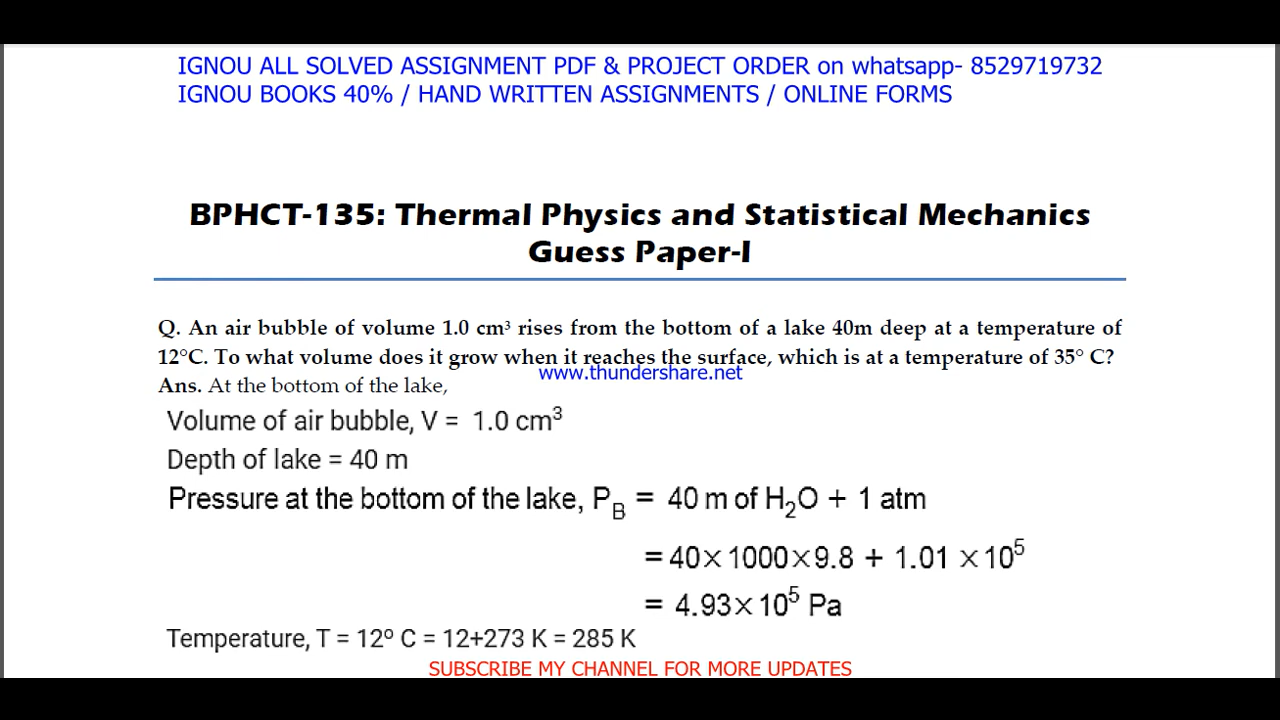 IGNOU ALL SOLVED ASSIGNMENT PDF & PROJECT ORDER on whatsapp- 8529719732
IGNOU BOOKS 40% / HAND WRITTEN ASSIGNMENTS / ONLINE FORMS
BPHCT-135: Thermal Physics and Statistical Mechanics
Guess Paper-I
Q. An air bubble of volume 1.0 cm³ rises from the bottom of a lake 40m deep at a temperature of
12°C. To what volume does it grow when it reaches the surface, which is at a temperature of 35° C?
www.thundershare.net
Ans. At the bottom of the lake,
Volume of air bubble, V = 1.0 cm³
Depth of lake = 40 m
Pressure at the bottom of the lake, P_B = 40 m of H₂O + 1 atm
= 40×1000×9.8 + 1.01 ×10⁵
= 4.93×10⁵ Pa
Temperature, T = 12º C = 12+273 K = 285 K
SUBSCRIBE MY CHANNEL FOR MORE UPDATES